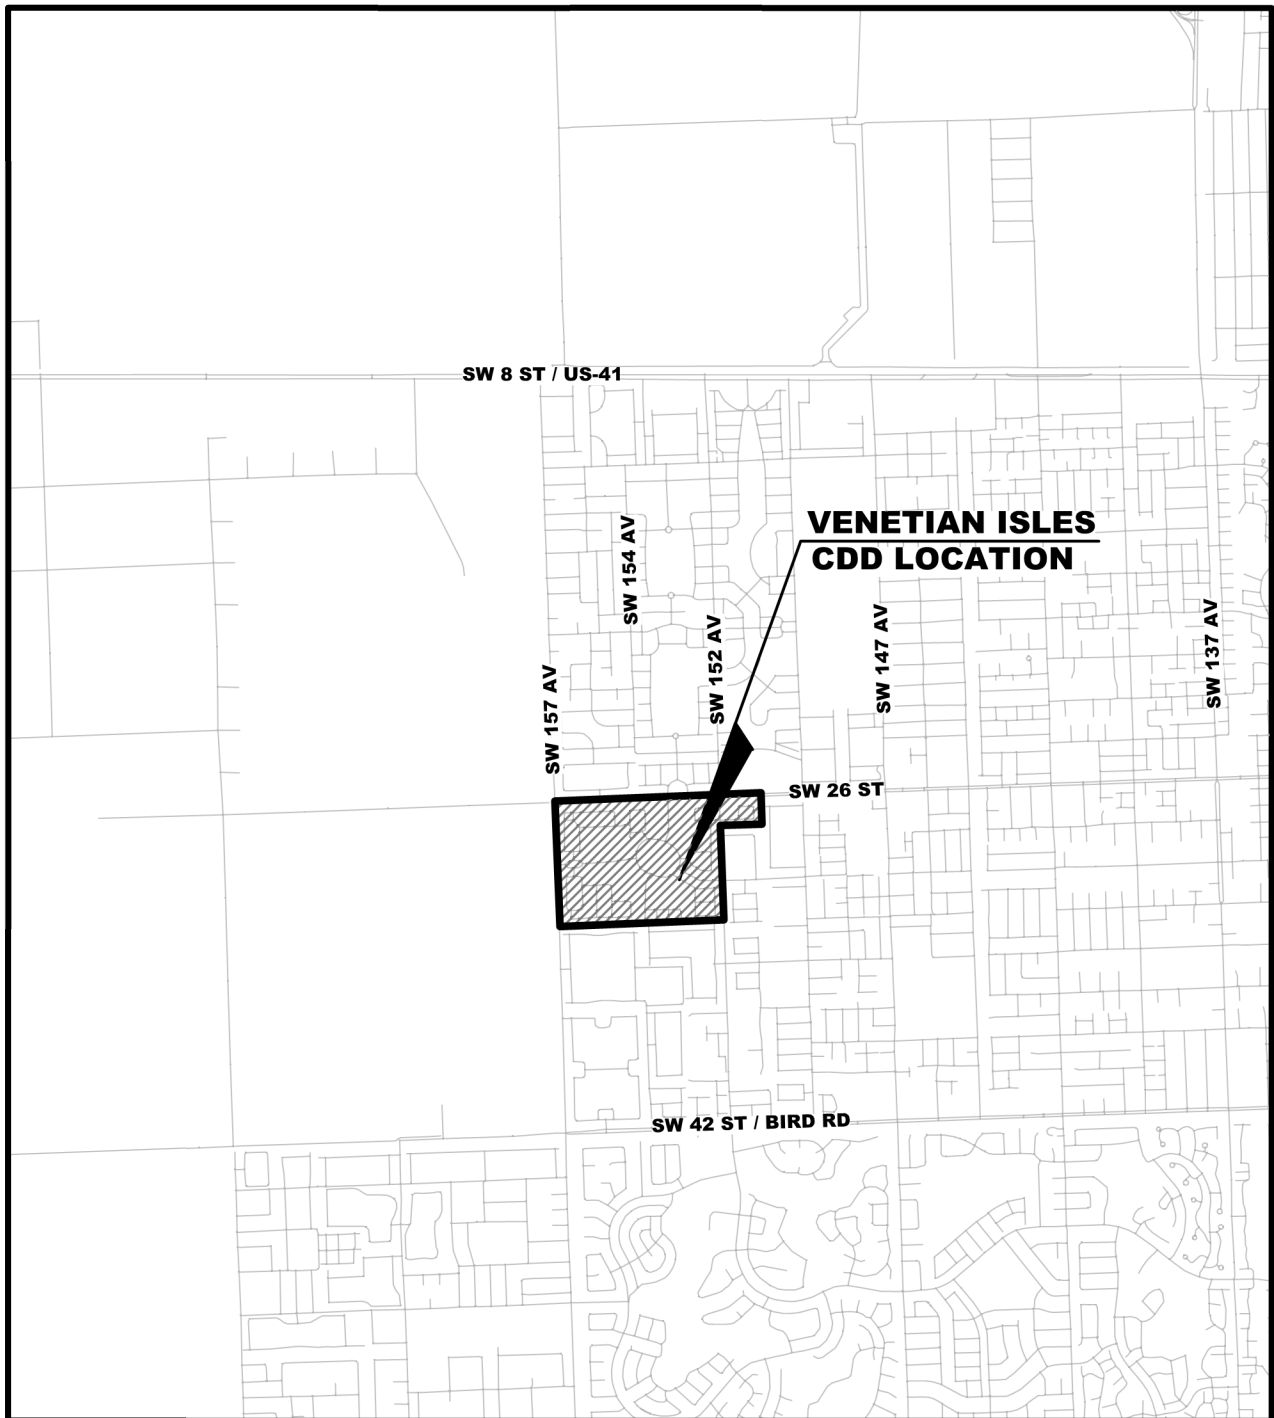 SW 8 ST / US-41
VENETIAN ISLES
CDD LOCATION
SW 154 AV
SW 152 AV
SW 147 AV
SW 137 AV
SW 157 AV
SW 26 ST
SW 42 ST / BIRD RD